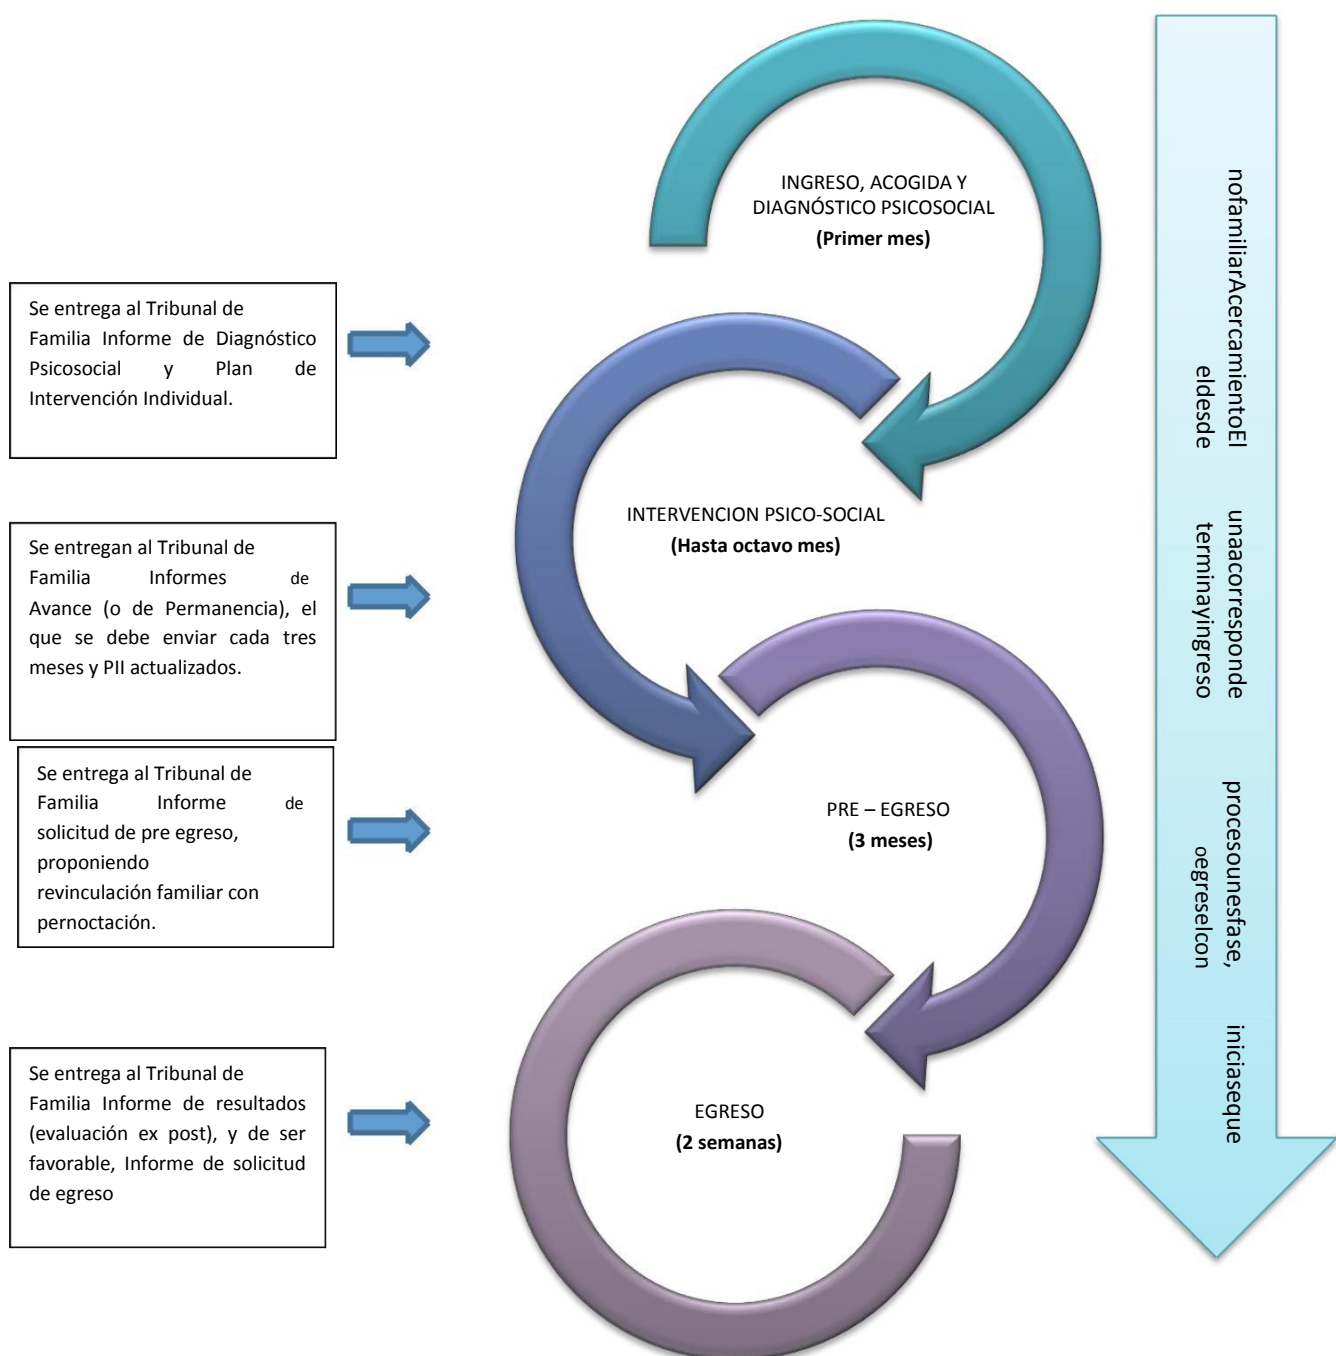 INGRESO, ACOGIDA Y
DIAGNÓSTICO PSICOSOCIAL
(Primer mes)
Se entrega al Tribunal de
Familia Informe de Diagnóstico
Psicosocial y Plan de
Intervención Individual.
INTERVENCION PSICO-SOCIAL
(Hasta octavo mes)
Se entregan al Tribunal de
Familia Informes de
Avance (o de Permanencia), el
que se debe enviar cada tres
meses y PII actualizados.
PRE – EGRESO
(3 meses)
Se entrega al Tribunal de
Familia Informe de
solicitud de pre egreso,
proponiendo
revinculación familiar con
pernoctación.
EGRESO
(2 semanas)
Se entrega al Tribunal de
Familia Informe de resultados
(evaluación ex post), y de ser
favorable, Informe de solicitud
de egreso
nofamiliarAcercamientoEl
eldesde
unaacorresponde
terminayingreso
procesounesfase,
oegreselcon
iniciaseque